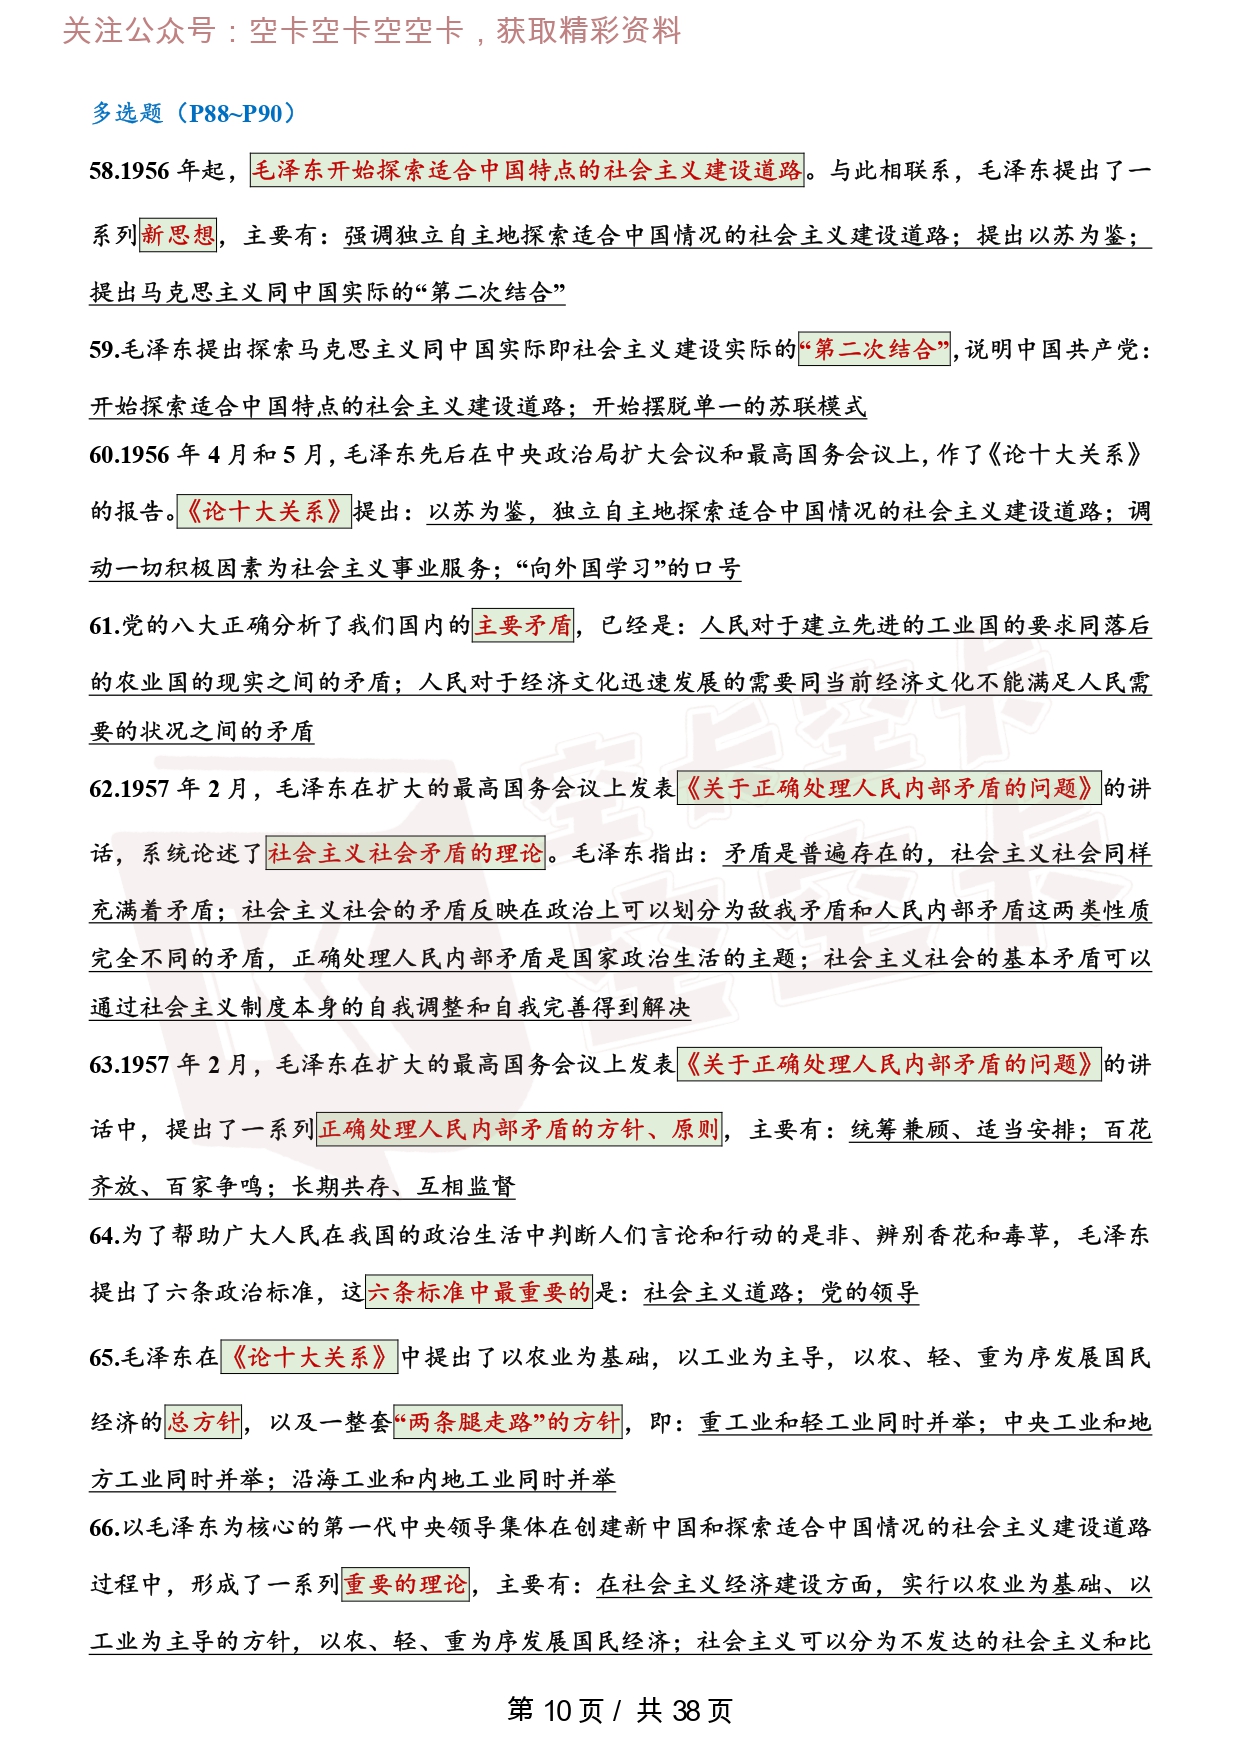 关注公众号：空卡空卡空空卡，获取精彩资料
多选题（P88~P90）
58.1956 年起，毛泽东开始探索适合中国特点的社会主义建设道路。与此相联系，毛泽东提出了一
系列新思想，主要有：强调独立自主地探索适合中国情况的社会主义建设道路；提出以苏为鉴；
提出马克思主义同中国实际的“第二次结合”
59.毛泽东提出探索马克思主义同中国实际即社会主义建设实际的“第二次结合”，说明中国共产党：
开始探索适合中国特点的社会主义建设道路；开始摆脱单一的苏联模式
60.1956 年 4 月和 5 月，毛泽东先后在中央政治局扩大会议和最高国务会议上，作了《论十大关系》
的报告。《论十大关系》提出：以苏为鉴，独立自主地探索适合中国情况的社会主义建设道路；调
动一切积极因素为社会主义事业服务；“向外国学习”的口号
61.党的八大正确分析了我们国内的主要矛盾，已经是：人民对于建立先进的工业国的要求同落后
的农业国的现实之间的矛盾；人民对于经济文化迅速发展的需要同当前经济文化不能满足人民需
要的状况之间的矛盾
62.1957 年 2 月，毛泽东在扩大的最高国务会议上发表《关于正确处理人民内部矛盾的问题》的讲
话，系统论述了社会主义社会矛盾的理论。毛泽东指出：矛盾是普遍存在的，社会主义社会同样
充满着矛盾；社会主义社会的矛盾反映在政治上可以划分为敌我矛盾和人民内部矛盾这两类性质
完全不同的矛盾，正确处理人民内部矛盾是国家政治生活的主题；社会主义社会的基本矛盾可以
通过社会主义制度本身的自我调整和自我完善得到解决
63.1957 年 2 月，毛泽东在扩大的最高国务会议上发表《关于正确处理人民内部矛盾的问题》的讲
话中，提出了一系列正确处理人民内部矛盾的方针、原则，主要有：统筹兼顾、适当安排；百花
齐放、百家争鸣；长期共存、互相监督
64.为了帮助广大人民在我国的政治生活中判断人们言论和行动的是非、辨别香花和毒草，毛泽东
提出了六条政治标准，这六条标准中最重要的是：社会主义道路；党的领导
65.毛泽东在《论十大关系》中提出了以农业为基础，以工业为主导，以农、轻、重为序发展国民
经济的总方针，以及一整套“两条腿走路”的方针，即：重工业和轻工业同时并举；中央工业和地
方工业同时并举；沿海工业和内地工业同时并举
66.以毛泽东为核心的第一代中央领导集体在创建新中国和探索适合中国情况的社会主义建设道路
过程中，形成了一系列重要的理论，主要有：在社会主义经济建设方面，实行以农业为基础、以
工业为主导的方针，以农、轻、重为序发展国民经济；社会主义可以分为不发达的社会主义和比
空卡空卡
空空卡
第 10 页 / 共 38 页